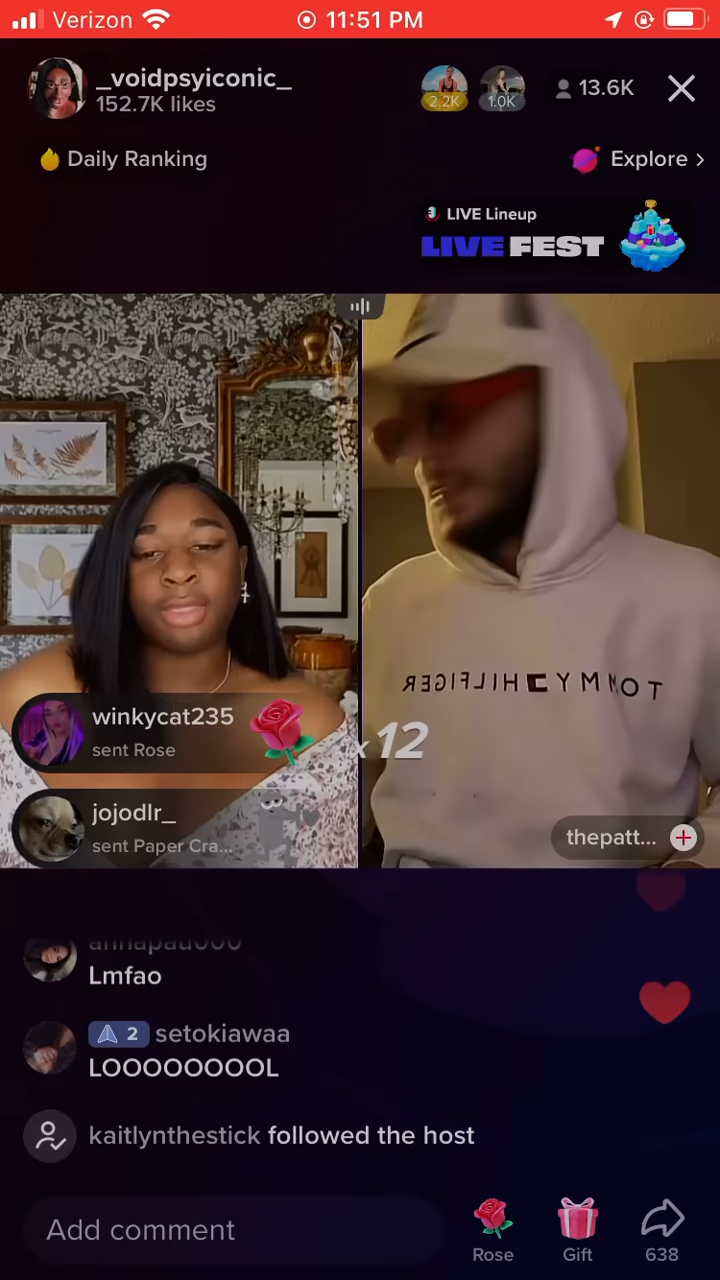 Verizon 11:51 PM
_voidpsyiconic_
152.7K likes
2.2K 1.0K 13.6K
Daily Ranking
Explore >
LIVE Lineup
LIVE FEST
TOMMY HILFIGER
winkycat235
sent Rose
x 12
jojodlr_
sent Paper Cra...
thepatt...
annapau000
Lmfao
2 setokiawaa
LOOOOOOOOL
kaitlynthestick followed the host
Add comment
Rose
Gift
638